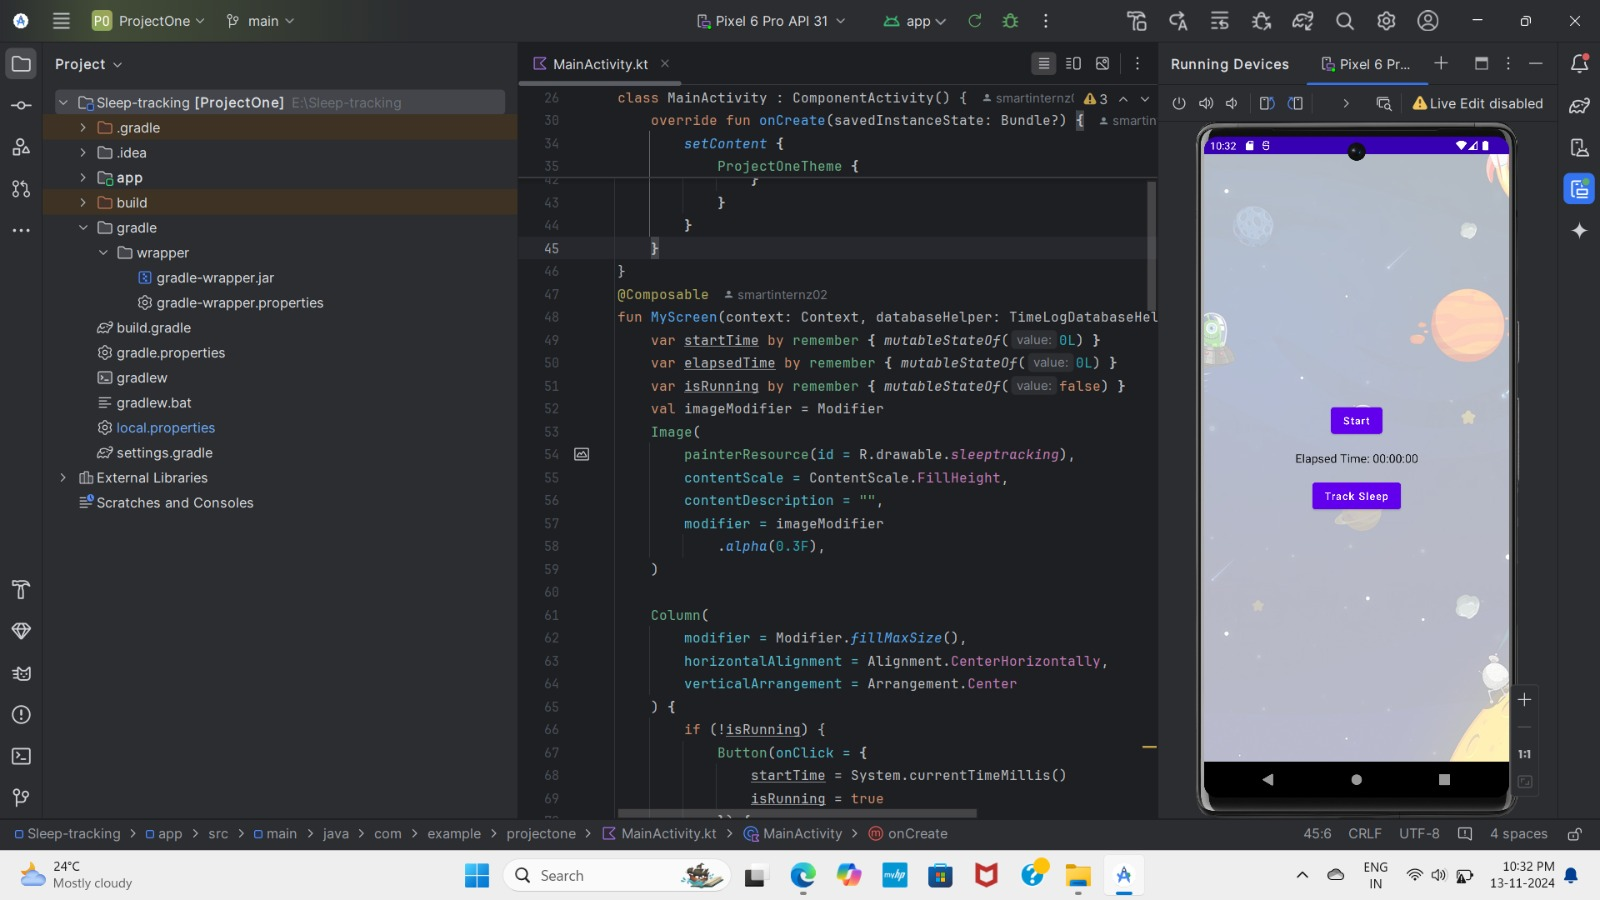 PO ProjectOne main Pixel 6 Pro API 31 app
Project
Sleep-tracking [ProjectOne] E:\Sleep-tracking
.gradle
.idea
app
build
gradle
wrapper
gradle-wrapper.jar
gradle-wrapper.properties
build.gradle
gradle.properties
gradlew
gradlew.bat
local.properties
settings.gradle
External Libraries
Scratches and Consoles
MainActivity.kt
26 class MainActivity : ComponentActivity() { smartinternz( 3
30 override fun onCreate(savedInstanceState: Bundle?) { smartin
34 setContent {
35 ProjectOneTheme {
42 }
43 }
44 }
45 }
46 }
47 @Composable smartinternz02
48 fun MyScreen(context: Context, databaseHelper: TimeLogDatabaseHel
49 var startTime by remember { mutableStateOf( value: 0L) }
50 var elapsedTime by remember { mutableStateOf( value: 0L) }
51 var isRunning by remember { mutableStateOf( value: false) }
52 val imageModifier = Modifier
53 Image(
54 painterResource(id = R.drawable.sleeptracking),
55 contentScale = ContentScale.FillHeight,
56 contentDescription = "",
57 modifier = imageModifier
58 .alpha(0.3F),
59 )
60
61 Column(
62 modifier = Modifier.fillMaxSize(),
63 horizontalAlignment = Alignment.CenterHorizontally,
64 verticalArrangement = Arrangement.Center
65 ) {
66 if (!isRunning) {
67 Button(onClick = {
68 startTime = System.currentTimeMillis()
69 isRunning = true
Running Devices Pixel 6 Pr...
Live Edit disabled
10:32
Start
Elapsed Time: 00:00:00
Track Sleep
1:1
Sleep-tracking > app > src > main > java > com > example > projectone > MainActivity.kt > MainActivity > onCreate 45:6 CRLF UTF-8 4 spaces
24°C
Mostly cloudy
Search
myhp
ENG
IN
10:32 PM
13-11-2024